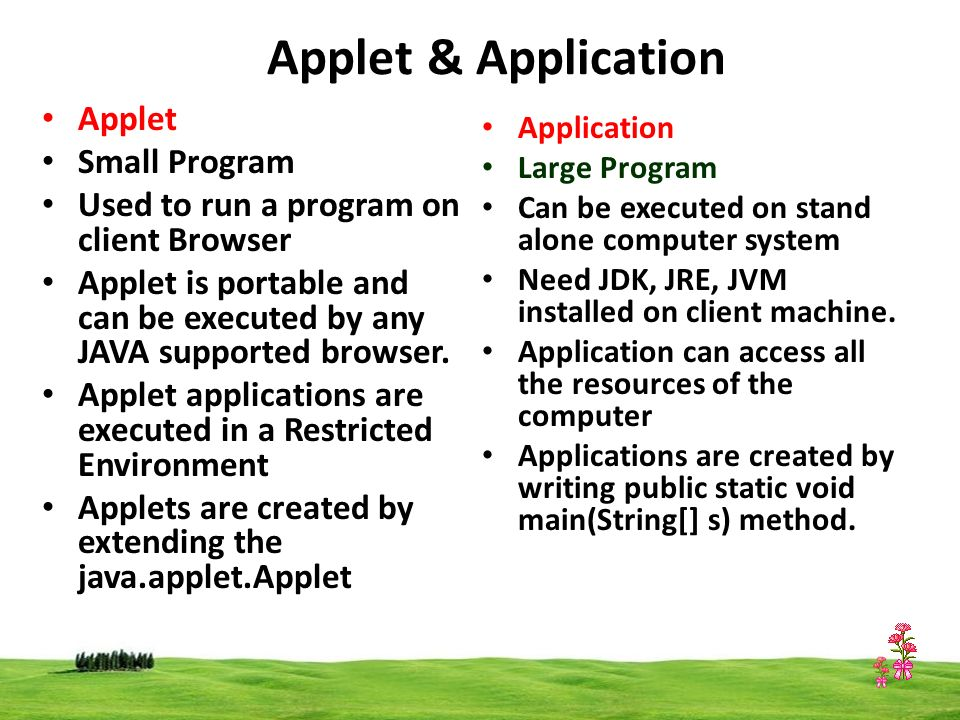 Applet & Application
• Applet
• Small Program
• Used to run a program on
client Browser
• Applet is portable and
can be executed by any
JAVA supported browser.
• Applet applications are
executed in a Restricted
Environment
• Applets are created by
extending the
java.applet.Applet
• Application
• Large Program
• Can be executed on stand
alone computer system
• Need JDK, JRE, JVM
installed on client machine.
• Application can access all
the resources of the
computer
• Applications are created by
writing public static void
main(String[] s) method.